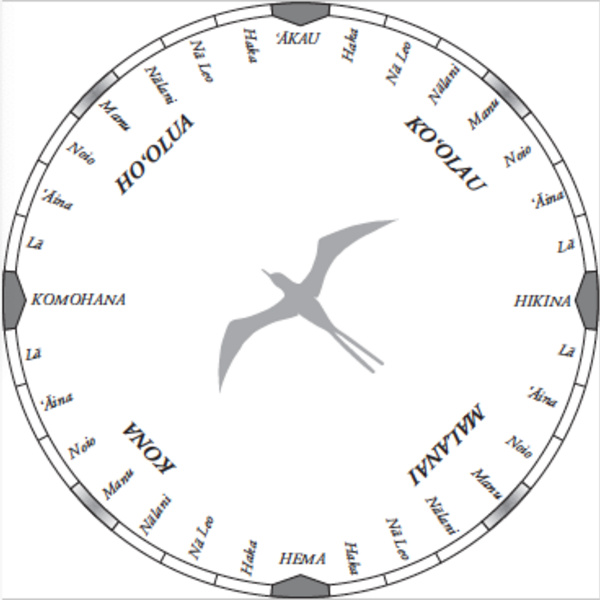 ʻĀKAU
Haka
Nā Leo
Nālani
Manu
Noio
ʻĀina
Lā
HIKINA
Lā
ʻĀina
Noio
Manu
Nālani
Nā Leo
Haka
HEMA
Haka
Nā Leo
Nālani
Manu
Noio
ʻĀina
Lā
KOMOHANA
Lā
ʻĀina
Noio
Manu
Nālani
Nā Leo
Haka
HOʻOLUA
KOʻOLAU
KONA
MALANAI